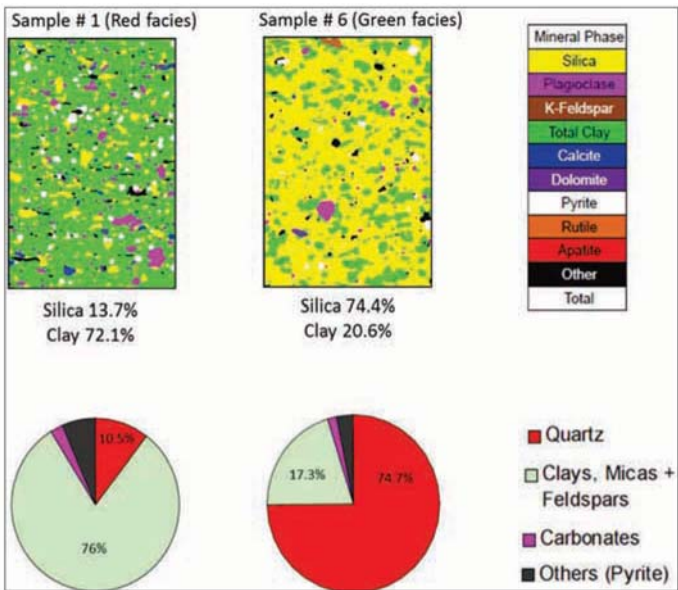 Sample # 1 (Red facies)
Sample # 6 (Green facies)
Silica 13.7%
Clay 72.1%
Silica 74.4%
Clay 20.6%
Mineral Phase
Silica
Plagioclase
K-Feldspar
Total Clay
Calcite
Dolomite
Pyrite
Rutile
Apatite
Other
Total
10.5%
76%
17.3%
74.7%
Quartz
Clays, Micas +
Feldspars
Carbonates
Others (Pyrite)